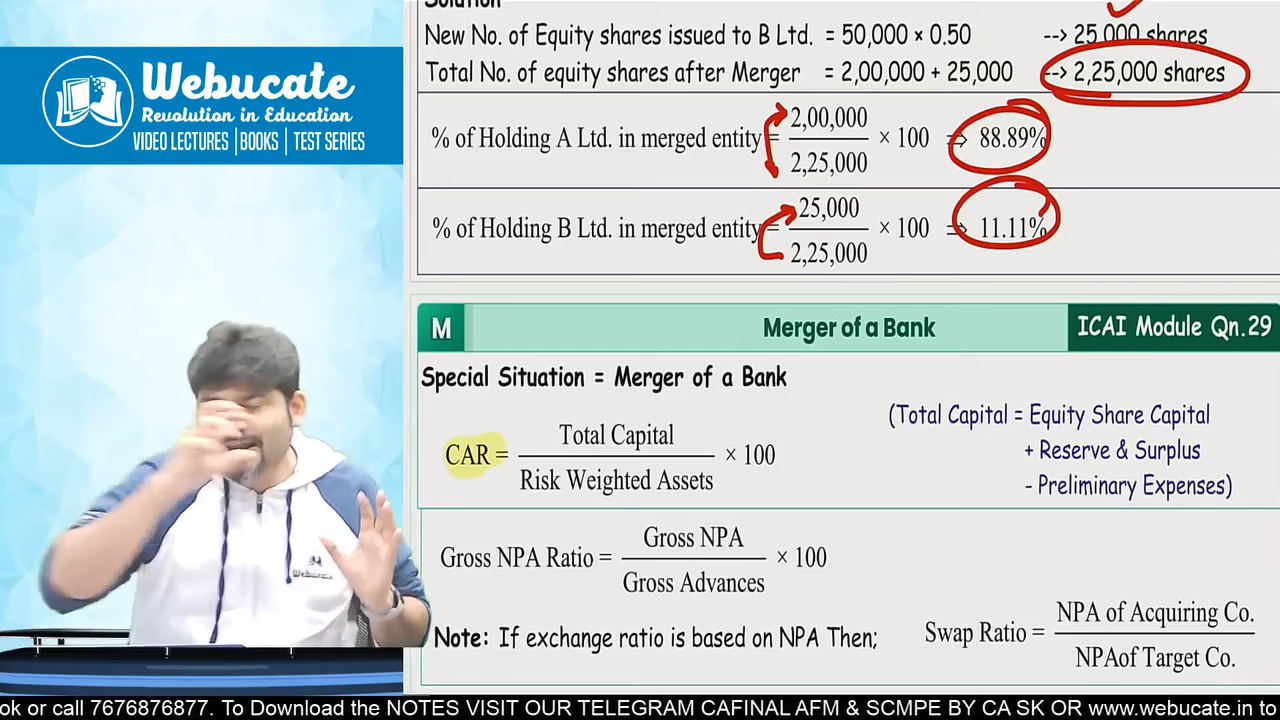 Solution
New No. of Equity shares issued to B Ltd. = 50,000 × 0.50 --> 25,000 shares
Total No. of equity shares after Merger = 2,00,000 + 25,000 --> 2,25,000 shares
% of Holding A Ltd. in merged entity = 2,00,000 / 2,25,000 × 100 ⇒ 88.89%
% of Holding B Ltd. in merged entity = 25,000 / 2,25,000 × 100 ⇒ 11.11%
Webucate
Revolution in Education
VIDEO LECTURES | BOOKS | TEST SERIES
M Merger of a Bank ICAI Module Qn.29
Special Situation = Merger of a Bank
CAR = Total Capital / Risk Weighted Assets × 100
(Total Capital = Equity Share Capital
+ Reserve & Surplus
- Preliminary Expenses)
Gross NPA Ratio = Gross NPA / Gross Advances × 100
Note: If exchange ratio is based on NPA Then; Swap Ratio = NPA of Acquiring Co. / NPAof Target Co.
Webucate
ok or call 7676876877. To Download the NOTES VISIT OUR TELEGRAM CAFINAL AFM & SCMPE BY CA SK OR www.webucate.in to